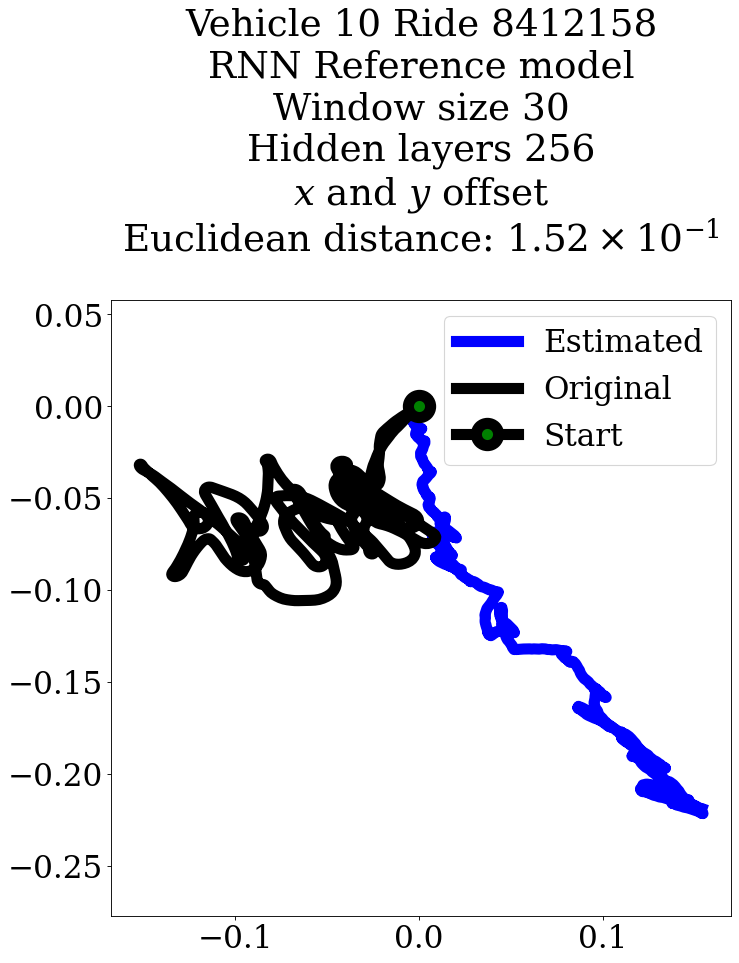 Vehicle 10 Ride 8412158
RNN Reference model
Window size 30
Hidden layers 256
x and y offset
Euclidean distance: 1.52 × 10⁻¹
Estimated
Original
Start
0.05
0.00
−0.05
−0.10
−0.15
−0.20
−0.25
−0.1 0.0 0.1